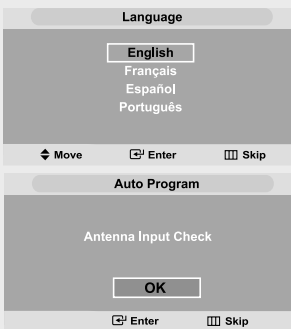 Language
English
Français
Español
Português
Move Enter Skip
Auto Program
Antenna Input Check
OK
Enter Skip